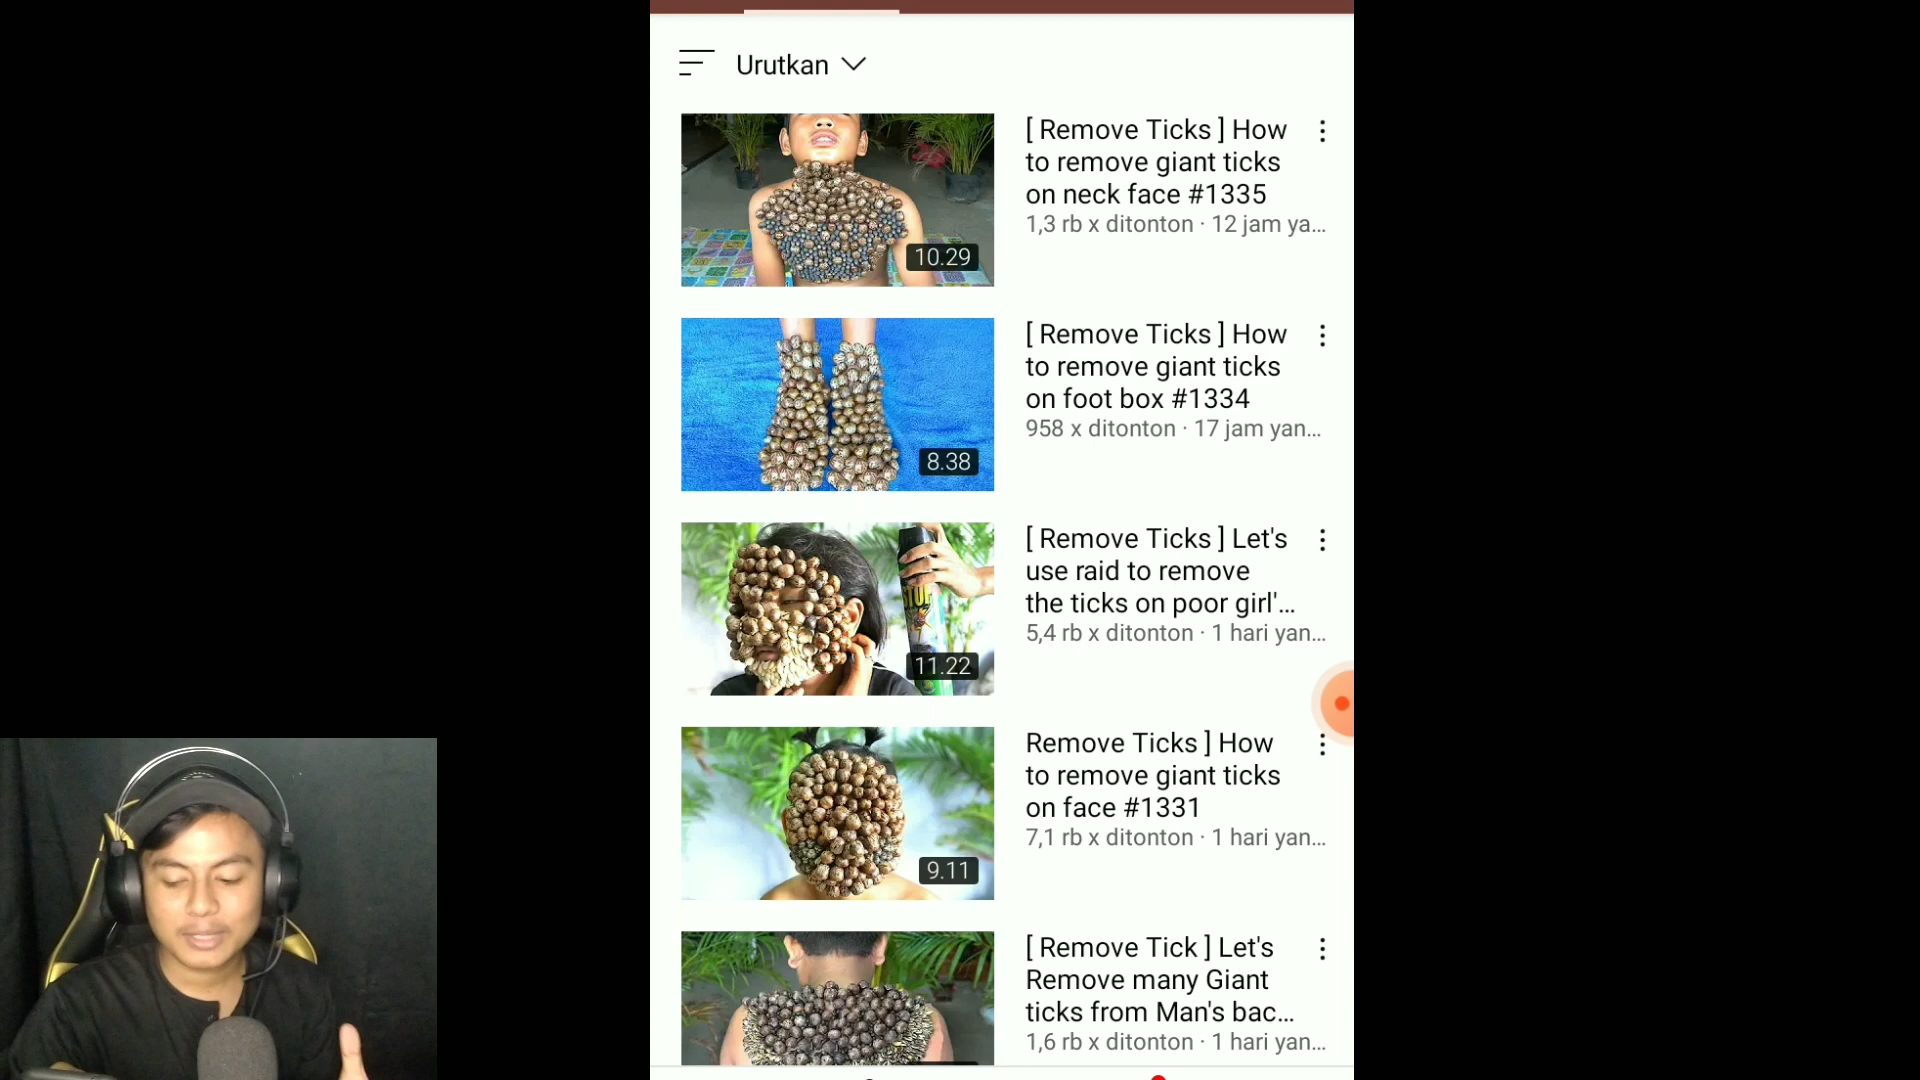 Urutkan
[ Remove Ticks ] How
to remove giant ticks
on neck face #1335
1,3 rb x ditonton · 12 jam ya...
10.29
[ Remove Ticks ] How
to remove giant ticks
on foot box #1334
958 x ditonton · 17 jam yan...
8.38
[ Remove Ticks ] Let's
use raid to remove
the ticks on poor girl'...
5,4 rb x ditonton · 1 hari yan...
STOP
11.22
Remove Ticks ] How
to remove giant ticks
on face #1331
7,1 rb x ditonton · 1 hari yan...
9.11
[ Remove Tick ] Let's
Remove many Giant
ticks from Man's bac...
1,6 rb x ditonton · 1 hari yan...